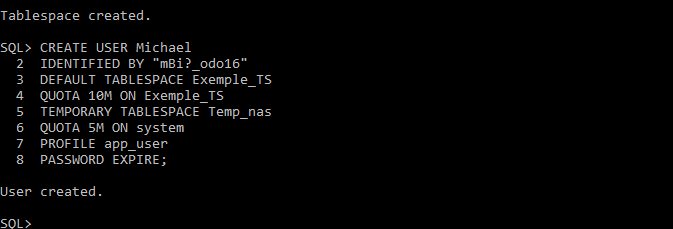 Tablespace created.
SQL> CREATE USER Michael
2 IDENTIFIED BY "mBi?_odo16"
3 DEFAULT TABLESPACE Exemple_TS
4 QUOTA 10M ON Exemple_TS
5 TEMPORARY TABLESPACE Temp_nas
6 QUOTA 5M ON system
7 PROFILE app_user
8 PASSWORD EXPIRE;
User created.
SQL>